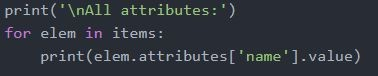 print('\nAll attributes:')
for elem in items:
    print(elem.attributes['name'].value)